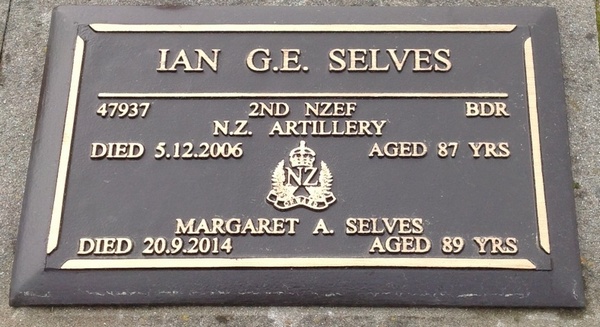 IAN G.E. SELVES
47937 2ND NZEF BDR
N.Z. ARTILLERY
DIED 5.12.2006 AGED 87 YRS
NZ
MARGARET A. SELVES
DIED 20.9.2014 AGED 89 YRS